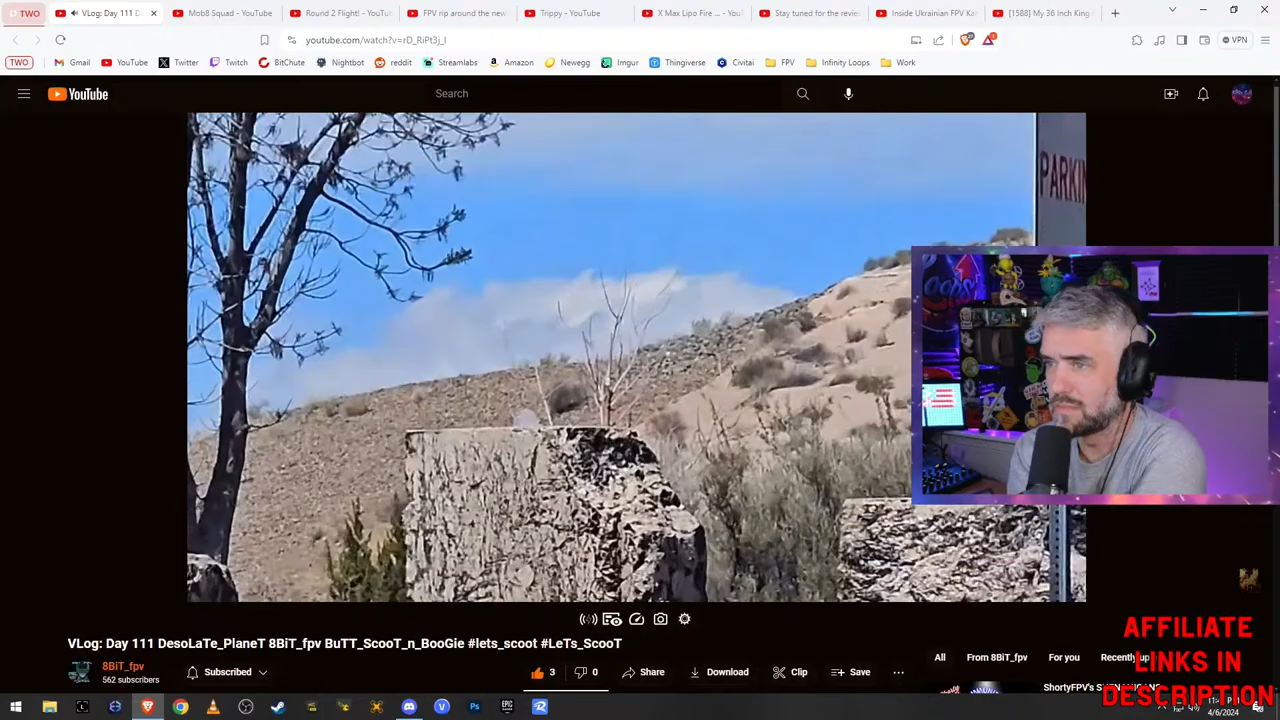 TWO
VLog: Day 111 D
Mob8 Squad - YouTube
Round 2 Flight! - YouTub
FPV rip around the new
Trippy - YouTube
X Max Lipo Fire ... - YouT
Stay tuned for the review
Inside Ukrainian FPV Ka
[1588] My 36 Inch King
youtube.com/watch?v=rD_RiPt3j_I
VPN
TWO
Gmail
YouTube
Twitter
Twitch
BitChute
Nightbot
reddit
Streamlabs
Amazon
Newegg
Imgur
Thingiverse
Civitai
FPV
Infinity Loops
Work
YouTube
Search
PARKIN
VLog: Day 111 DesoLaTe_PlaneT 8BiT_fpv BuTT_ScooT_n_BooGie #lets_scoot #LeTs_ScooT
8BiT_fpv
562 subscribers
Subscribed
3
0
Share
Download
Clip
Save
All
From 8BiT_fpv
For you
Recently
AFFILIATE
LINKS IN
DESCRIPTION
4/6/2024